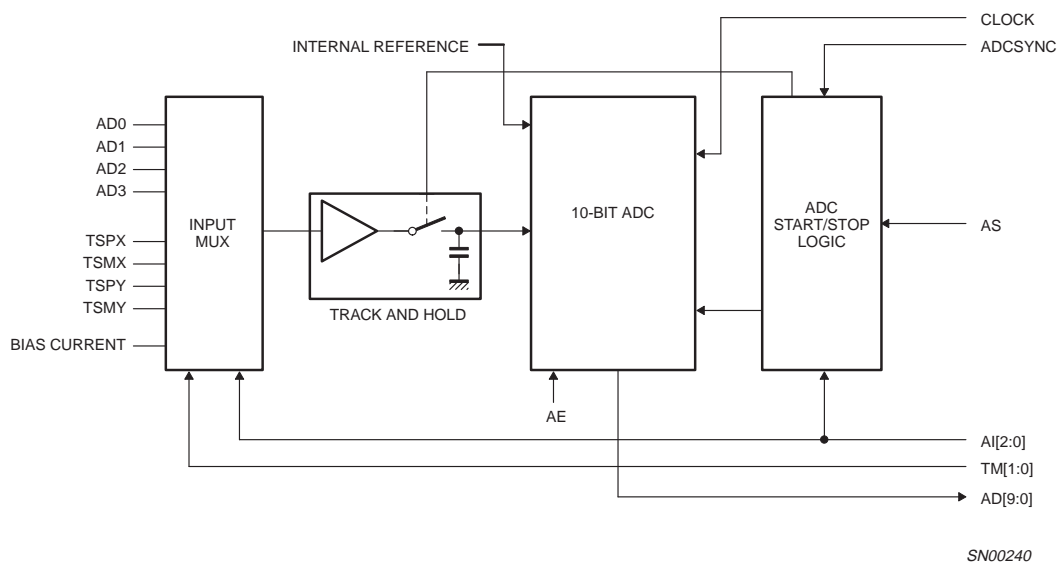 CLOCK
INTERNAL REFERENCE
ADCSYNC
AD0
AD1
AD2
AD3
TSPX
TSMX
TSPY
TSMY
BIAS CURRENT
INPUT
MUX
TRACK AND HOLD
10-BIT ADC
ADC
START/STOP
LOGIC
AS
AE
AI[2:0]
TM[1:0]
AD[9:0]
SN00240